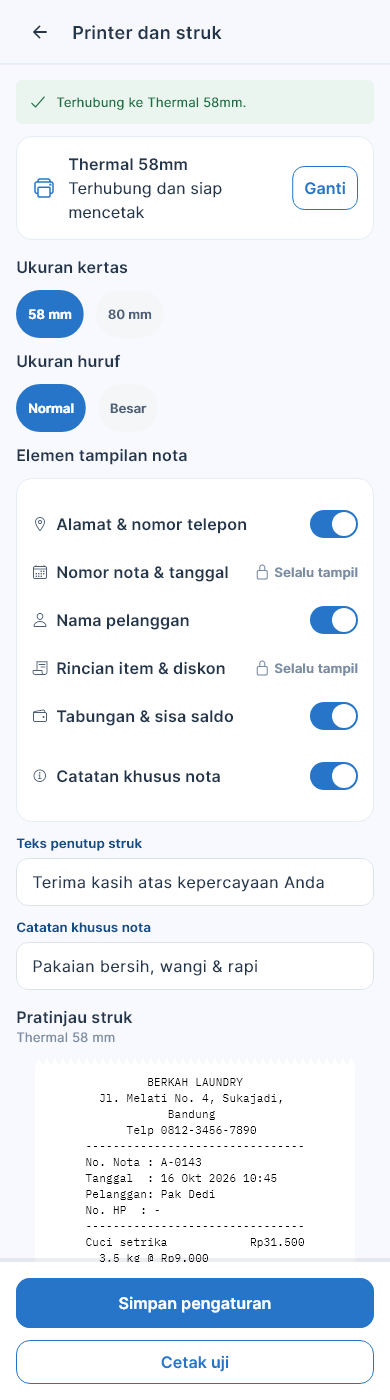 Printer dan struk
Terhubung ke Thermal 58mm.
Thermal 58mm
Terhubung dan siap
mencetak
Ganti
Ukuran kertas
58 mm
80 mm
Ukuran huruf
Normal
Besar
Elemen tampilan nota
Alamat & nomor telepon
Nomor nota & tanggal
Selalu tampil
Nama pelanggan
Rincian item & diskon
Selalu tampil
Tabungan & sisa saldo
Catatan khusus nota
Teks penutup struk
Terima kasih atas kepercayaan Anda
Catatan khusus nota
Pakaian bersih, wangi & rapi
Pratinjau struk
Thermal 58 mm
BERKAH LAUNDRY
Jl. Melati No. 4, Sukajadi,
Bandung
Telp 0812-3456-7890
--------------------------------
No. Nota : A-0143
Tanggal  : 16 Okt 2026 10:45
Pelanggan: Pak Dedi
No. HP  : -
--------------------------------
Cuci setrika            Rp31.500
3.5 kg @ Rp9.000
Simpan pengaturan
Cetak uji